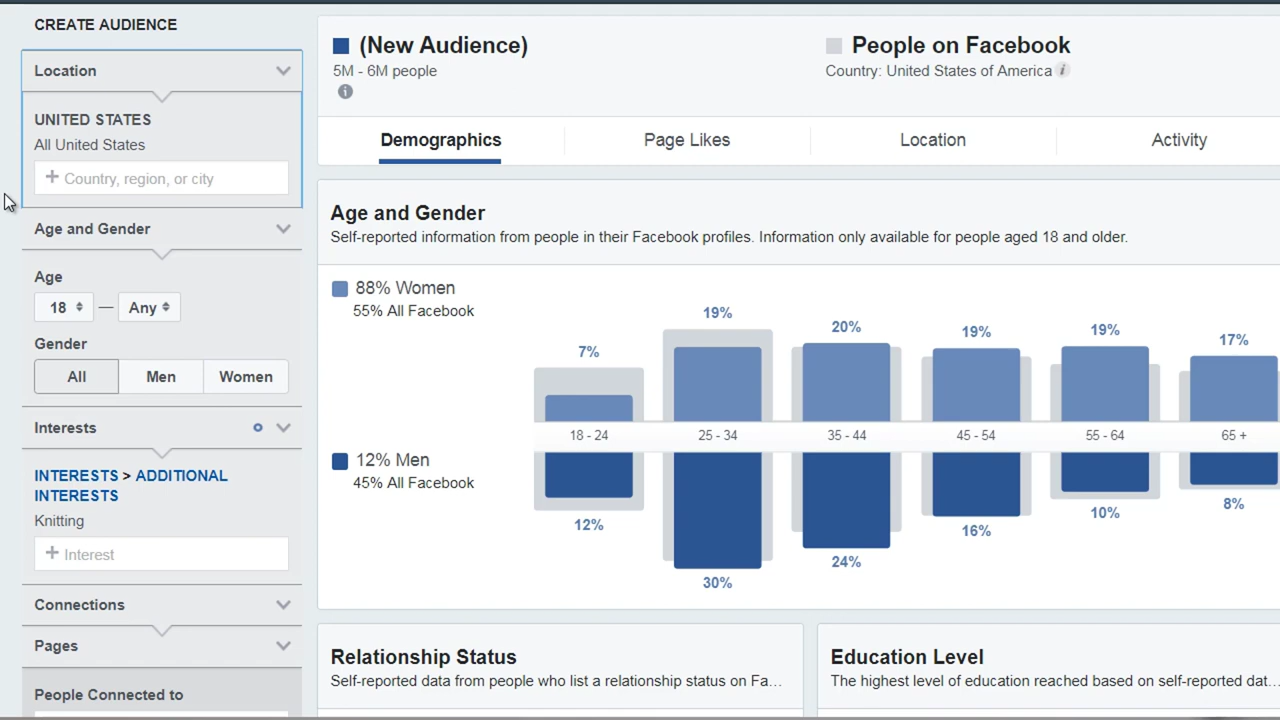 CREATE AUDIENCE
Location
UNITED STATES
All United States
Country, region, or city
Age and Gender
Age
18 — Any
Gender
All Men Women
Interests
INTERESTS > ADDITIONAL
INTERESTS
Knitting
Interest
Connections
Pages
People Connected to
(New Audience)
5M - 6M people
People on Facebook
Country: United States of America
Demographics Page Likes Location Activity
Age and Gender
Self-reported information from people in their Facebook profiles. Information only available for people aged 18 and older.
88% Women
55% All Facebook
7% 19% 20% 19% 19% 17%
18 - 24 25 - 34 35 - 44 45 - 54 55 - 64 65 +
12% Men
45% All Facebook
12% 30% 24% 16% 10% 8%
Relationship Status
Self-reported data from people who list a relationship status on Fa...
Education Level
The highest level of education reached based on self-reported dat...